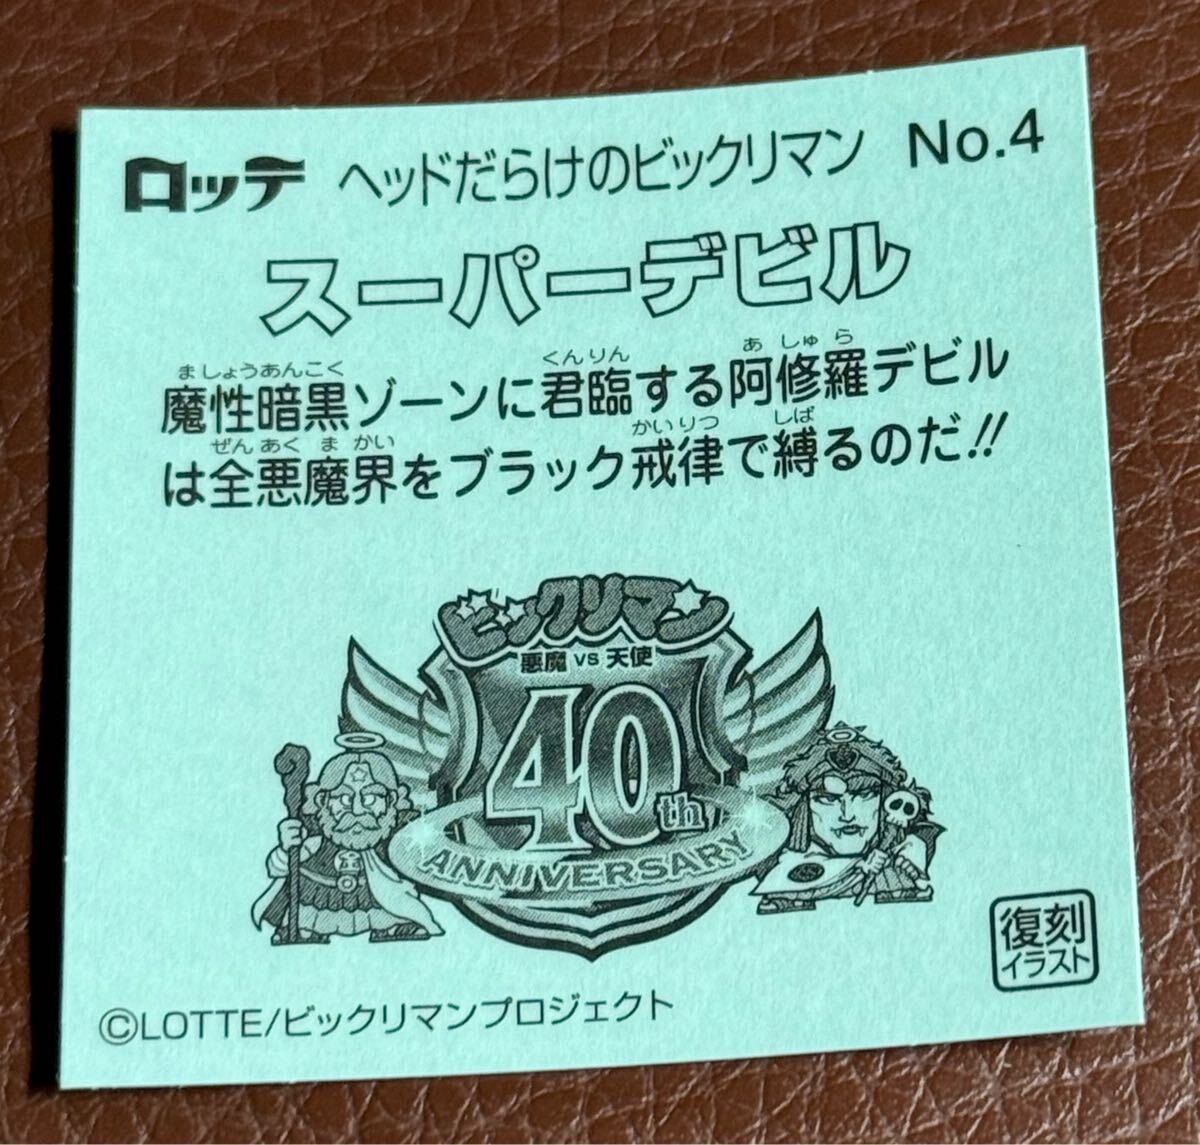 ロッテ ヘッドだらけのビックリマン No.4
スーパーデビル
ましょうあんこく くんりん あしゅら
魔性暗黒ゾーンに君臨する阿修羅デビル
ぜんあくまかい かいりつ しば
は全悪魔界をブラック戒律で縛るのだ!!
ビックリマン
悪魔 VS 天使
40th
ANNIVERSARY
復刻
イラスト
©LOTTE/ビックリマンプロジェクト